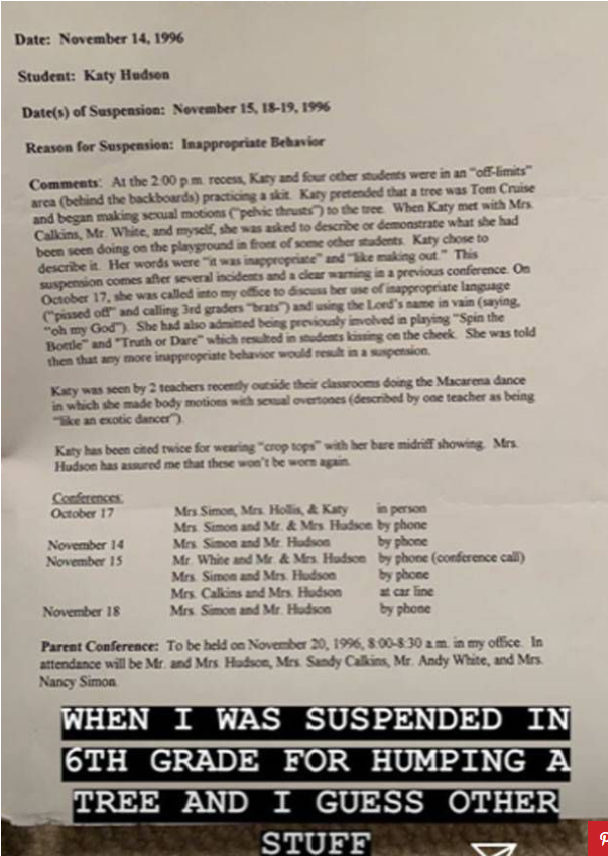 Date: November 14, 1996
Student: Katy Hudson
Date(s) of Suspension: November 15, 18-19, 1996
Reason for Suspension: Inappropriate Behavior
Comments: At the 2:00 p.m. recess, Katy and four other students were in an "off-limits"
area (behind the backboards) practicing a skit. Katy pretended that a tree was Tom Cruise
and began making sexual motions ("pelvic thrusts") to the tree. When Katy met with Mrs.
Calkins, Mr. White, and myself, she was asked to describe or demonstrate what she had
been seen doing on the playground in front of some other students. Katy chose to
describe it. Her words were "it was inappropriate" and "like making out." This
suspension comes after several incidents and a clear warning in a previous conference. On
October 17, she was called into my office to discuss her use of inappropriate language
("pissed off" and calling 3rd graders "brats") and using the Lord's name in vain (saying,
"oh my God"). She had also admitted being previously involved in playing "Spin the
Bottle" and "Truth or Dare" which resulted in students kissing on the cheek. She was told
then that any more inappropriate behavior would result in a suspension.
Katy was seen by 2 teachers recently outside their classrooms doing the Macarena dance
in which she made body motions with sexual overtones (described by one teacher as being
"like an exotic dancer").
Katy has been cited twice for wearing "crop tops" with her bare midriff showing. Mrs.
Hudson has assured me that these won't be worn again.
Conferences:
October 17 Mrs Simon, Mrs. Hollis, & Katy in person
Mrs. Simon and Mr. & Mrs. Hudson by phone
November 14 Mrs. Simon and Mr. Hudson by phone
November 15 Mr. White and Mr. & Mrs. Hudson by phone (conference call)
Mrs. Simon and Mrs. Hudson by phone
Mrs. Calkins and Mrs. Hudson at car line
November 18 Mrs. Simon and Mr. Hudson by phone
Parent Conference: To be held on November 20, 1996, 8:00-8:30 a.m. in my office. In
attendance will be Mr. and Mrs. Hudson, Mrs. Sandy Calkins, Mr. Andy White, and Mrs.
Nancy Simon.
WHEN I WAS SUSPENDED IN
6TH GRADE FOR HUMPING A
TREE AND I GUESS OTHER
STUFF